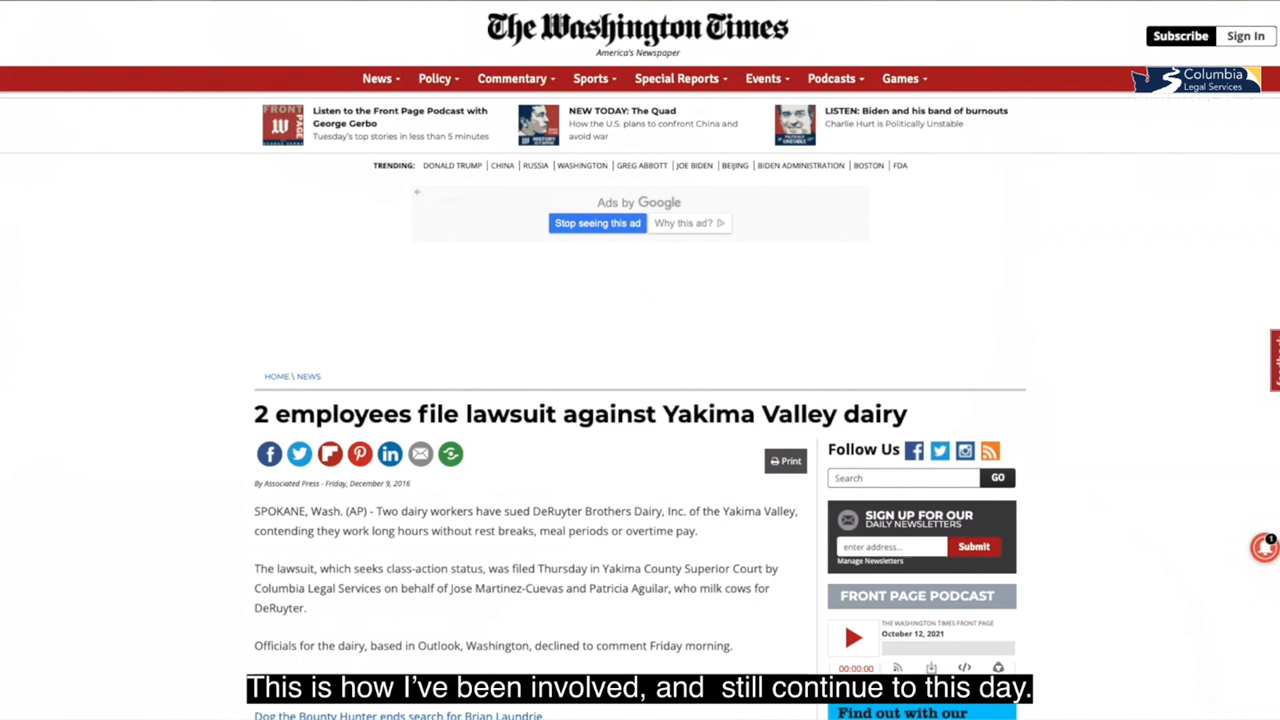 The Washington Times
America's Newspaper
Subscribe
Sign In
News
Policy
Commentary
Sports
Special Reports
Events
Podcasts
Games
Columbia
Legal Services
FRONT
PAGE
Listen to the Front Page Podcast with
George Gerbo
Tuesday's top stories in less than 5 minutes
HISTORY
NEW TODAY: The Quad
How the U.S. plans to confront China and
avoid war
LISTEN: Biden and his band of burnouts
Charlie Hurt is Politically Unstable
TRENDING: DONALD TRUMP | CHINA | RUSSIA | WASHINGTON | GREG ABBOTT | JOE BIDEN | BEIJING | BIDEN ADMINISTRATION | BOSTON | FDA
Ads by Google
Stop seeing this ad
Why this ad?
HOME \ NEWS
2 employees file lawsuit against Yakima Valley dairy
Print
By Associated Press - Friday, December 9, 2016
SPOKANE, Wash. (AP) - Two dairy workers have sued DeRuyter Brothers Dairy, Inc. of the Yakima Valley,
contending they work long hours without rest breaks, meal periods or overtime pay.
The lawsuit, which seeks class-action status, was filed Thursday in Yakima County Superior Court by
Columbia Legal Services on behalf of Jose Martinez-Cuevas and Patricia Aguilar, who milk cows for
DeRuyter.
Officials for the dairy, based in Outlook, Washington, declined to comment Friday morning.
Dog the Bounty Hunter ends search for Brian Laundrie
Follow Us
Search
GO
SIGN UP FOR OUR
DAILY NEWSLETTERS
enter address...
Submit
Manage Newsletters
FRONT PAGE PODCAST
THE WASHINGTON TIMES FRONT PAGE
October 12, 2021
00:00:00
Find out with our
1
This is how I've been involved, and still continue to this day.